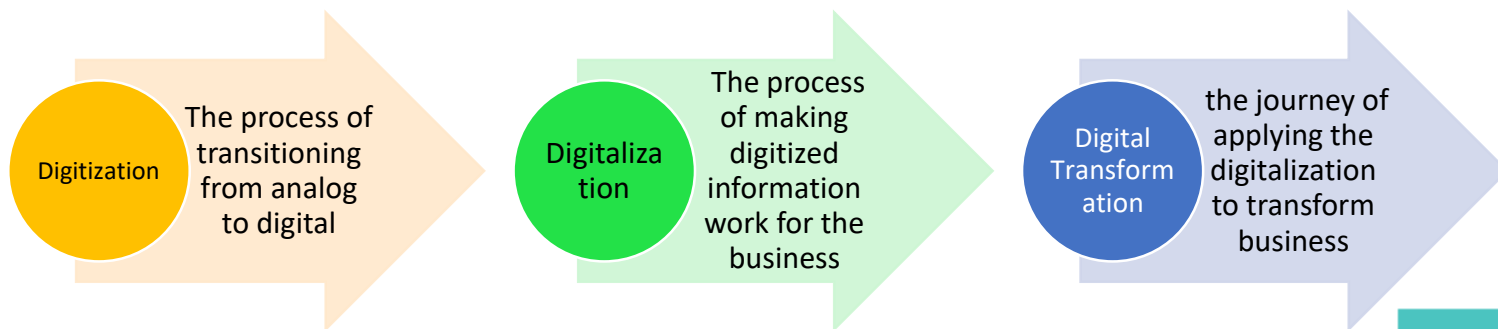 Digitization
The process of
transitioning
from analog
to digital
Digitaliza
tion
The process
of making
digitized
information
work for the
business
Digital
Transform
ation
the journey of
applying the
digitalization
to transform
business